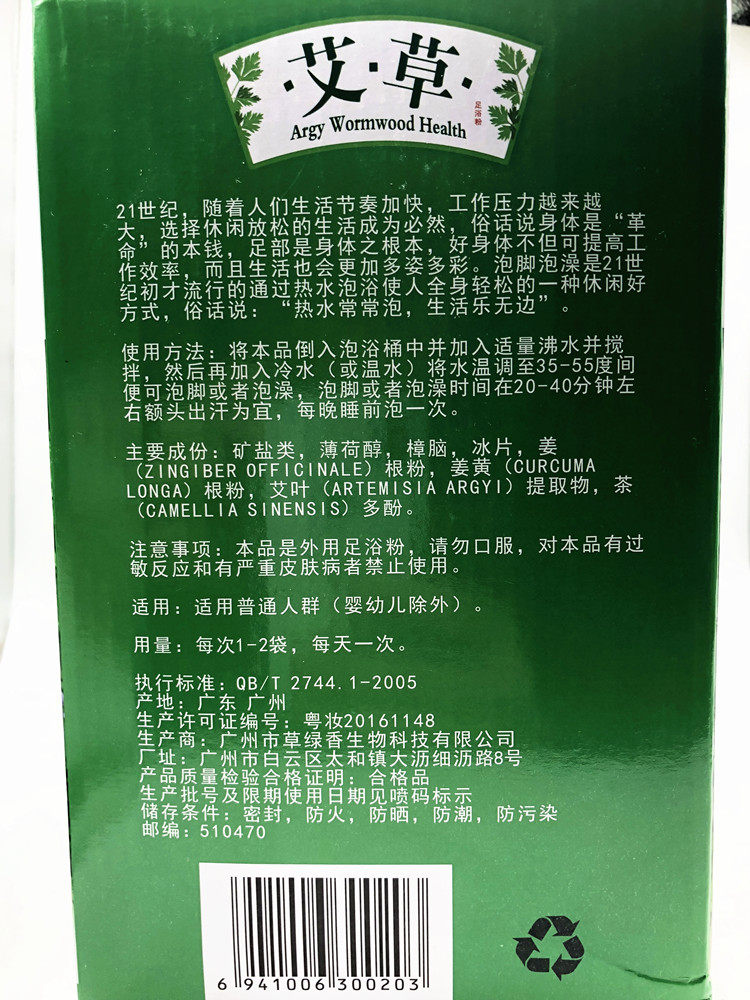 ·艾·草·
足浴粉
Argy Wormwood Health
21世纪，随着人们生活节奏加快，工作压力越来越
大，选择休闲放松的生活成为必然，俗话说身体是“革
命”的本钱，足部是身体之根本，好身体不但可提高工
作效率，而且生活也会更加多姿多彩。泡脚泡澡是21世
纪初才流行的通过热水泡浴使人全身轻松的一种休闲好
方式，俗话说：“热水常常泡，生活乐无边”。
使用方法：将本品倒入泡浴桶中并加入适量沸水并搅
拌，然后再加入冷水（或温水）将水温调至35-55度间
便可泡脚或者泡澡，泡脚或者泡澡时间在20-40分钟左
右额头出汗为宜，每晚睡前泡一次。
主要成份：矿盐类，薄荷醇，樟脑，冰片，姜
（ZINGIBER OFFICINALE）根粉，姜黄（CURCUMA
LONGA）根粉，艾叶（ARTEMISIA ARGYI）提取物，茶
（CAMELLIA SINENSIS）多酚。
注意事项：本品是外用足浴粉，请勿口服，对本品有过
敏反应和有严重皮肤病者禁止使用。
适用：适用普通人群（婴幼儿除外）。
用量：每次1-2袋，每天一次。
执行标准：QB/T 2744.1-2005
产地：广东 广州
生产许可证编号：粤妆20161148
生产商：广州市草绿香生物科技有限公司
厂址：广州市白云区太和镇大沥细沥路8号
产品质量检验合格证明：合格品
生产批号及限期使用日期见喷码标示
储存条件：密封，防火，防晒，防潮，防污染
邮编：510470
6 941006 300203